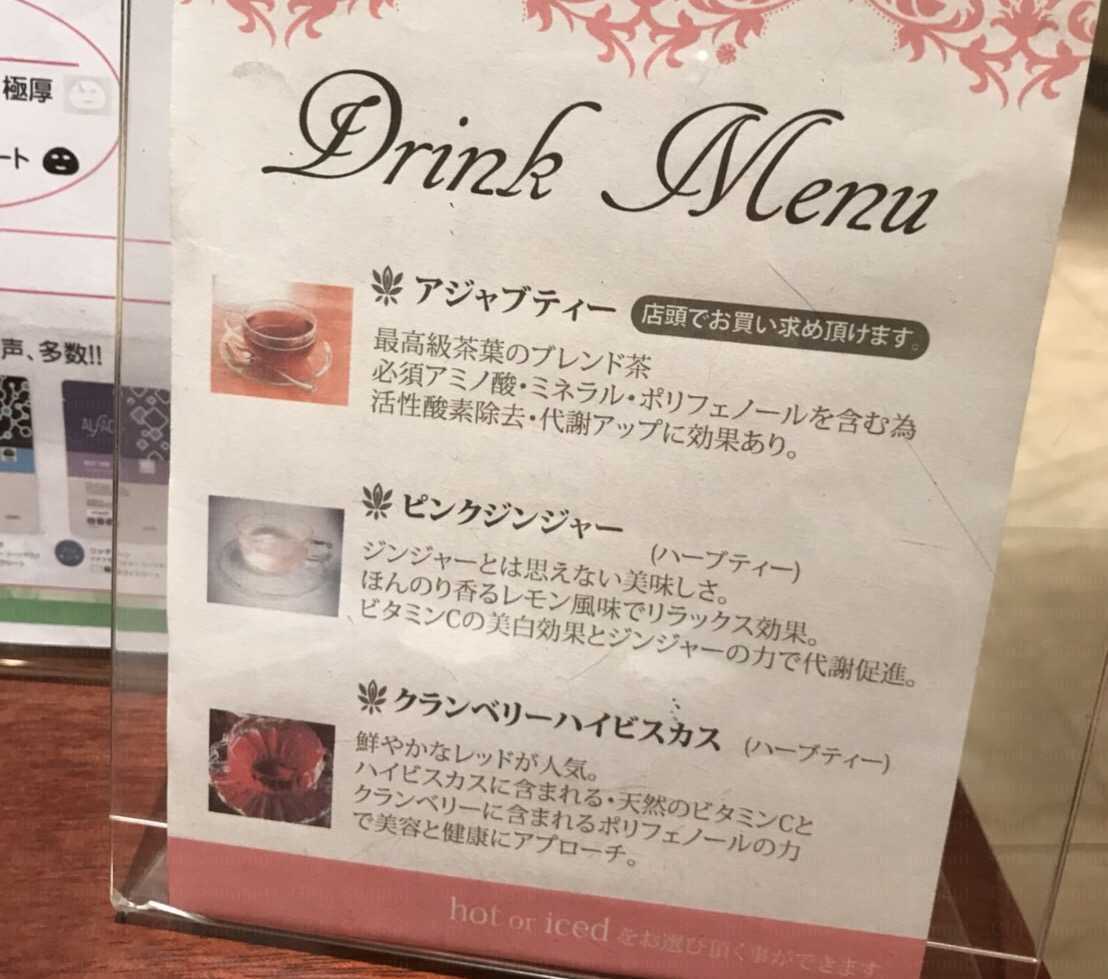 極厚
ート
声、多数!!
Drink Menu
アジャブティー 店頭でお買い求め頂けます。
最高級茶葉のブレンド茶
必須アミノ酸・ミネラル・ポリフェノールを含む為
活性酸素除去・代謝アップに効果あり。
ピンクジンジャー
(ハーブティー)
ジンジャーとは思えない美味しさ。
ほんのり香るレモン風味でリラックス効果。
ビタミンCの美白効果とジンジャーの力で代謝促進。
クランベリーハイビスカス (ハーブティー)
鮮やかなレッドが人気。
ハイビスカスに含まれる・天然のビタミンCと
クランベリーに含まれるポリフェノールの力
で美容と健康にアプローチ。
hot or iced をお選び頂く事ができます